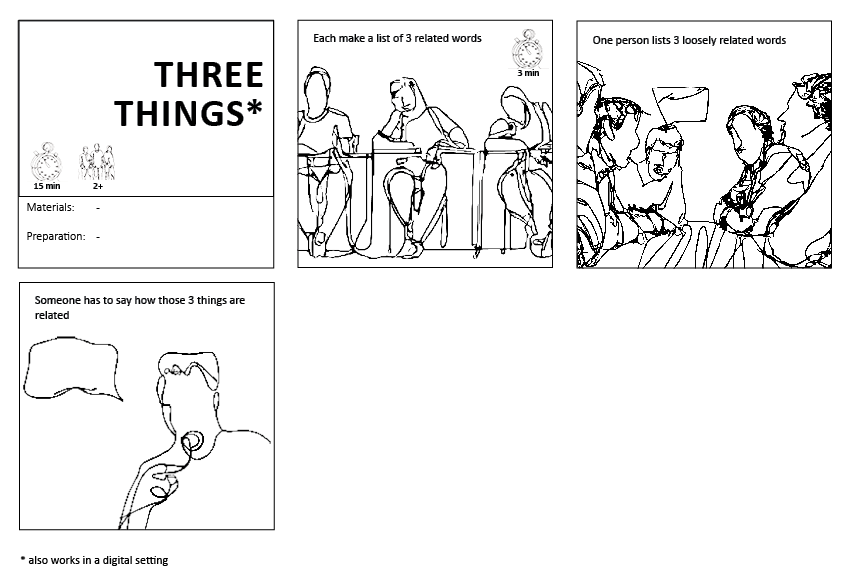 THREE
THINGS*
15 min
2+
Materials: -
Preparation: -
Each make a list of 3 related words
3 min
One person lists 3 loosely related words
Someone has to say how those 3 things are
related
* also works in a digital setting